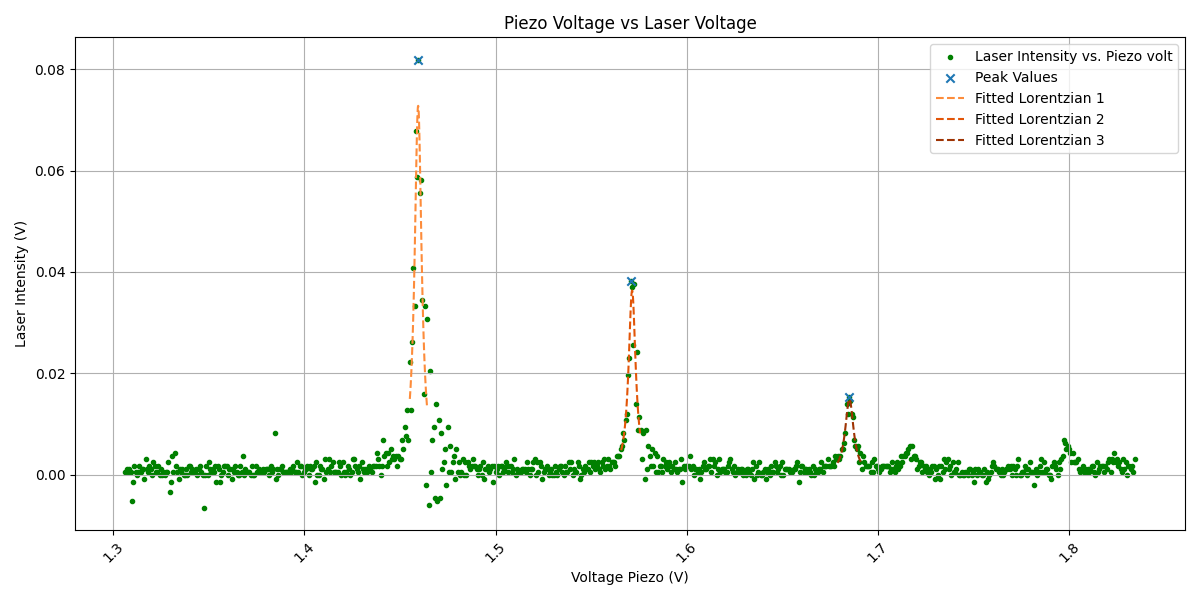 Piezo Voltage vs Laser Voltage
Laser Intensity vs. Piezo volt
Peak Values
Fitted Lorentzian 1
Fitted Lorentzian 2
Fitted Lorentzian 3
Laser Intensity (V)
0.08
0.06
0.04
0.02
0.00
1.3
1.4
1.5
1.6
1.7
1.8
Voltage Piezo (V)